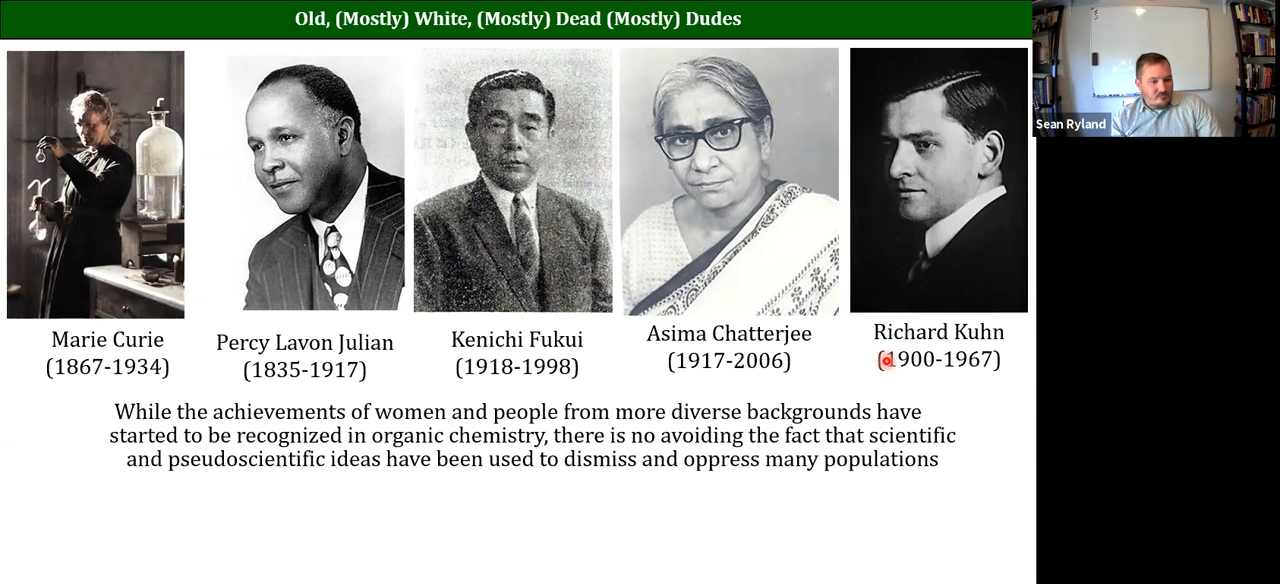 Old, (Mostly) White, (Mostly) Dead (Mostly) Dudes
Sean Ryland
Marie Curie
(1867-1934)
Percy Lavon Julian
(1835-1917)
Kenichi Fukui
(1918-1998)
Asima Chatterjee
(1917-2006)
Richard Kuhn
(1900-1967)
While the achievements of women and people from more diverse backgrounds have
started to be recognized in organic chemistry, there is no avoiding the fact that scientific
and pseudoscientific ideas have been used to dismiss and oppress many populations